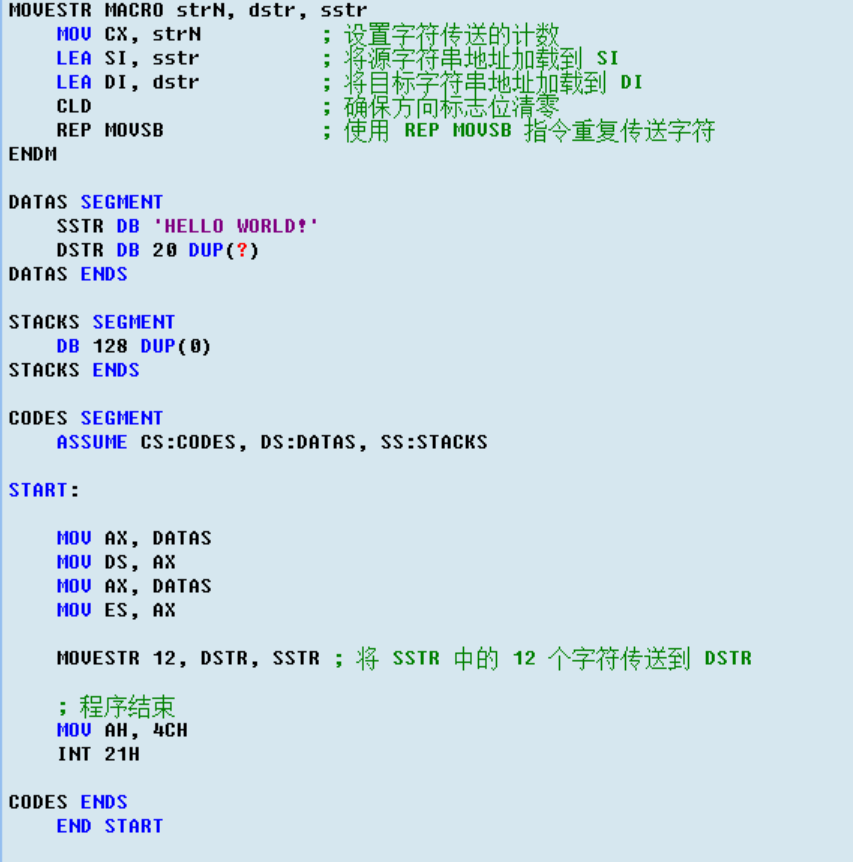 MOVESTR MACRO strN, dstr, sstr
    MOV CX, strN               ; 设置字符传送的计数
    LEA SI, sstr               ; 将源字符串地址加载到 SI
    LEA DI, dstr               ; 将目标字符串地址加载到 DI
    CLD                        ; 确保方向标志位清零
    REP MOVSB                  ; 使用 REP MOVSB 指令重复传送字符
ENDM
DATAS SEGMENT
    SSTR DB 'HELLO WORLD!'
    DSTR DB 20 DUP(?)
DATAS ENDS
STACKS SEGMENT
    DB 128 DUP(0)
STACKS ENDS
CODES SEGMENT
    ASSUME CS:CODES, DS:DATAS, SS:STACKS
START:
    MOV AX, DATAS
    MOV DS, AX
    MOV AX, DATAS
    MOV ES, AX
    MOVESTR 12, DSTR, SSTR ; 将 SSTR 中的 12 个字符传送到 DSTR
    ; 程序结束
    MOV AH, 4CH
    INT 21H
CODES ENDS
    END START